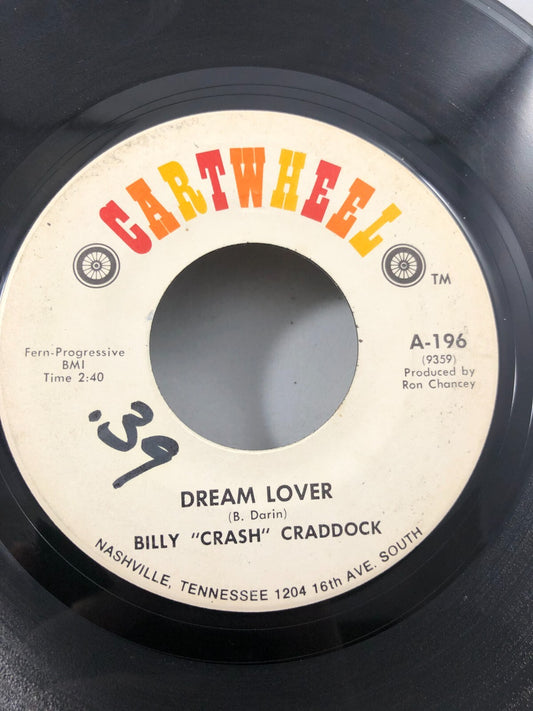 CARTWHEEL
TM
Fern-Progressive
BMI
Time 2:40
A-196
(9359)
Produced by
Ron Chancey
.39
DREAM LOVER
(B. Darin)
BILLY "CRASH" CRADDOCK
NASHVILLE, TENNESSEE 1204 16th AVE. SOUTH